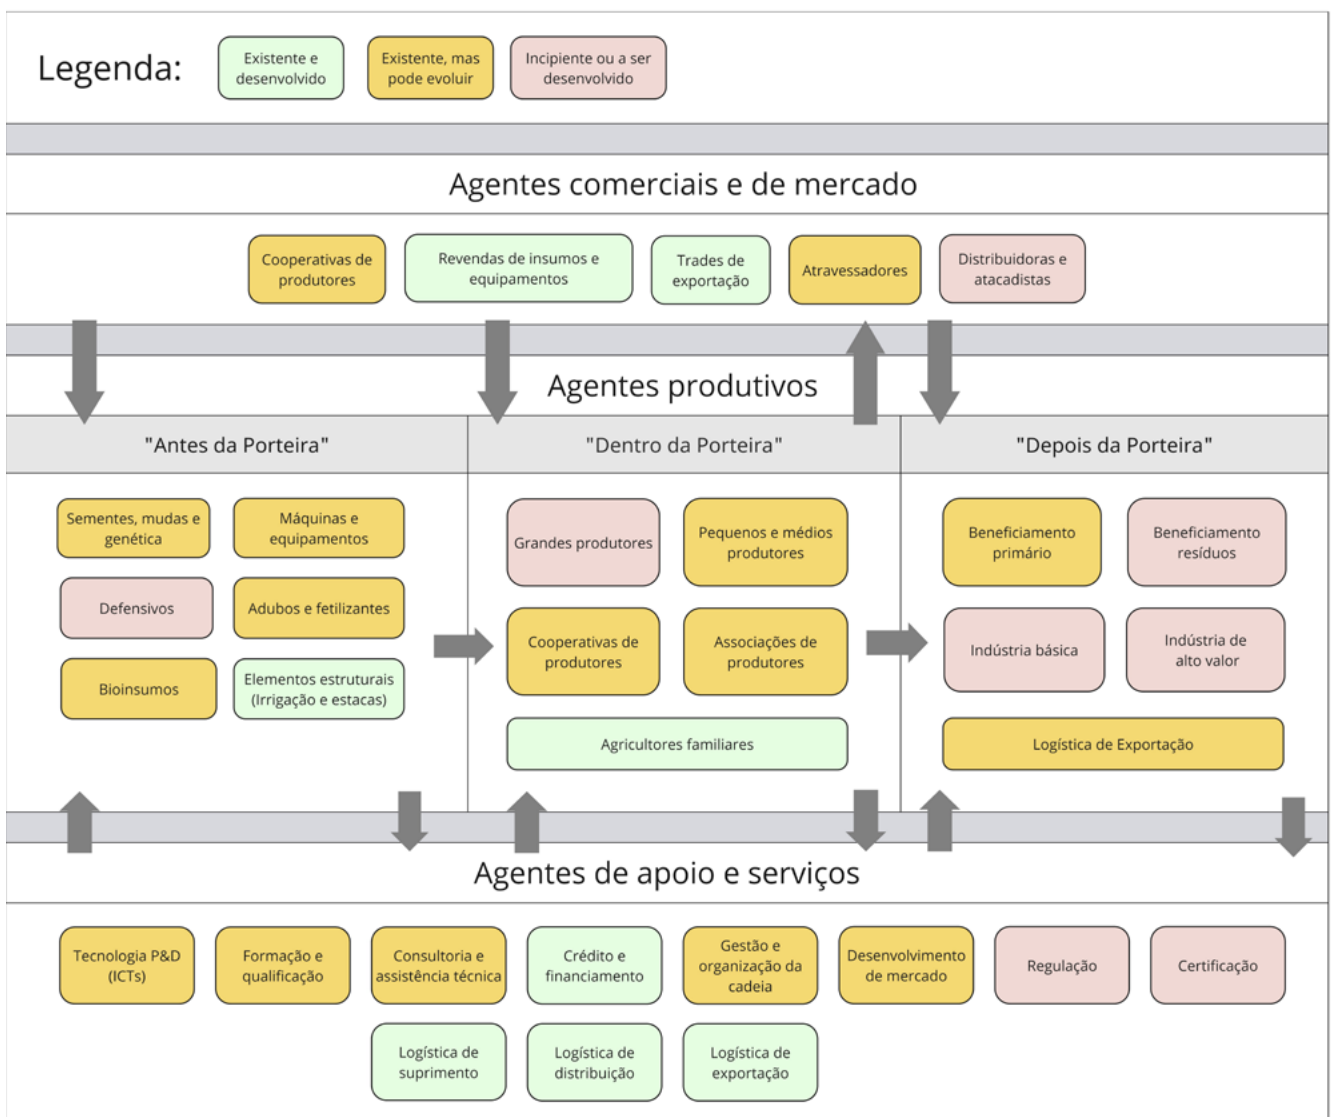 Legenda:
Existente e
desenvolvido
Existente, mas
pode evoluir
Incipiente ou a ser
desenvolvido
Agentes comerciais e de mercado
Cooperativas de
produtores
Revendas de insumos e
equipamentos
Trades de
exportação
Atravessadores
Distribuidoras e
atacadistas
Agentes produtivos
"Antes da Porteira"
"Dentro da Porteira"
"Depois da Porteira"
Sementes, mudas e
genética
Máquinas e
equipamentos
Defensivos
Adubos e fetilizantes
Bioinsumos
Elementos estruturais
(Irrigação e estacas)
Grandes produtores
Pequenos e médios
produtores
Cooperativas de
produtores
Associações de
produtores
Agricultores familiares
Beneficiamento
primário
Beneficiamento
resíduos
Indústria básica
Indústria de
alto valor
Logística de Exportação
Agentes de apoio e serviços
Tecnologia P&D
(ICTs)
Formação e
qualificação
Consultoria e
assistência técnica
Crédito e
financiamento
Gestão e
organização da
cadeia
Desenvolvimento
de mercado
Regulação
Certificação
Logística de
suprimento
Logística de
distribuição
Logística de
exportação